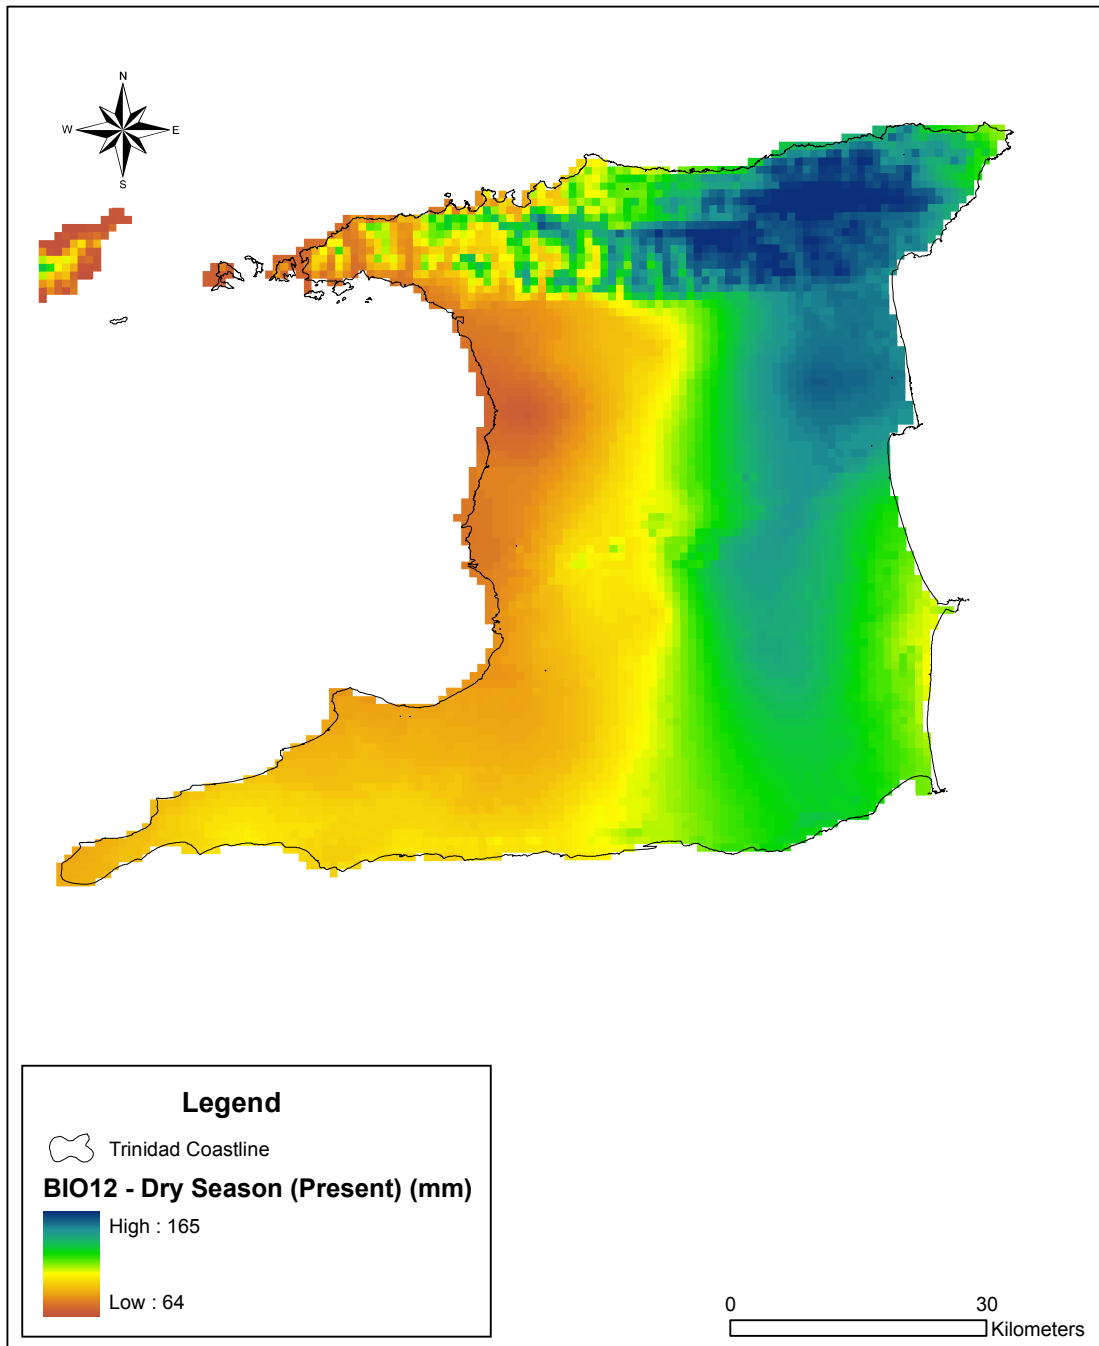 N
W E
S
Legend
Trinidad Coastline
BIO12 - Dry Season (Present) (mm)
High : 165
Low : 64
0 30
Kilometers